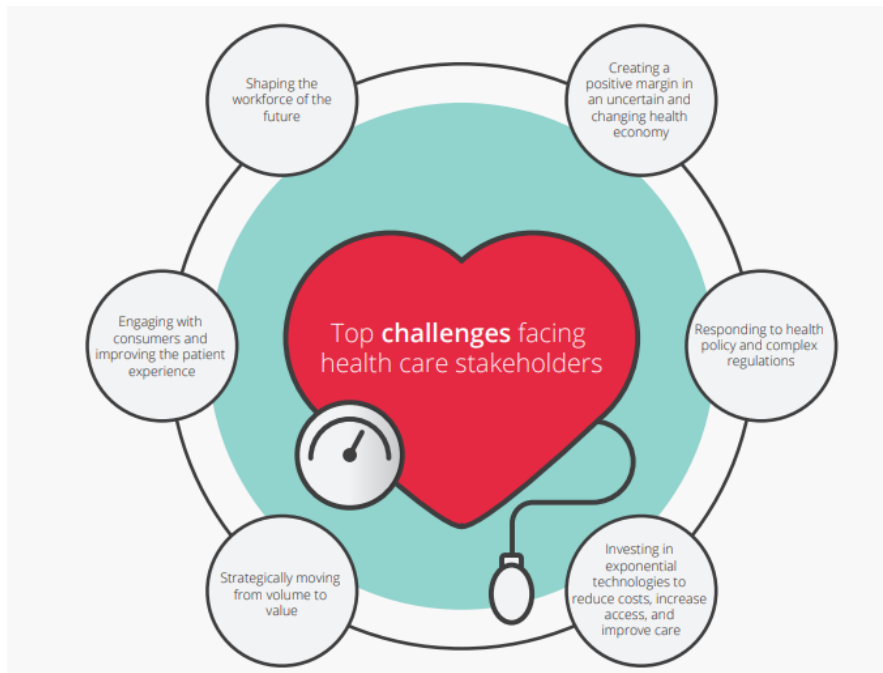 Shaping the
workforce of the
future
Creating a
positive margin in
an uncertain and
changing health
economy
Engaging with
consumers and
improving the patient
experience
Top challenges facing
health care stakeholders
Responding to health
policy and complex
regulations
Strategically moving
from volume to
value
Investing in
exponential
technologies to
reduce costs, increase
access, and
improve care